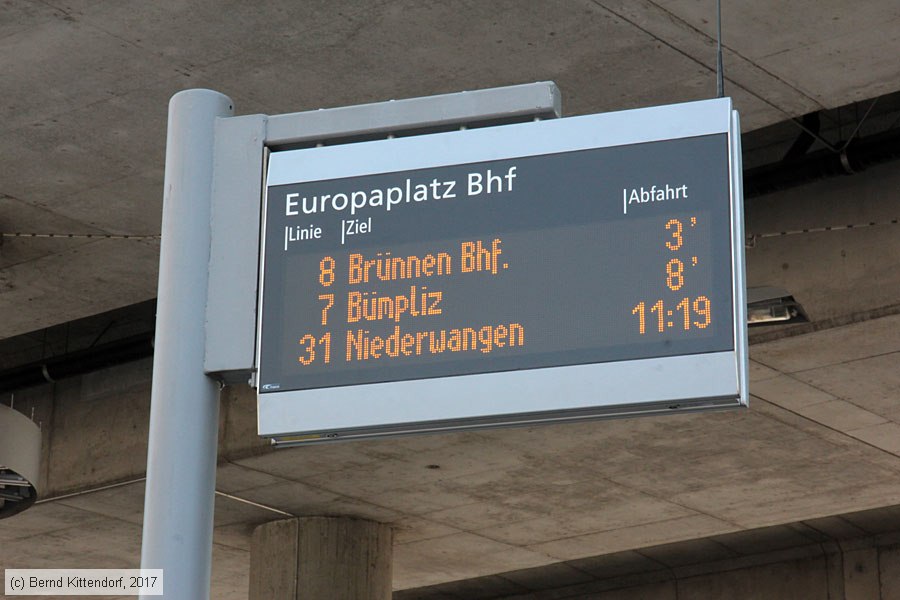 Europaplatz Bhf
Linie Ziel Abfahrt
8 Brünnen Bhf. 3’
7 Bümpliz 8’
31 Niederwangen 11:19
(c) Bernd Kittendorf, 2017